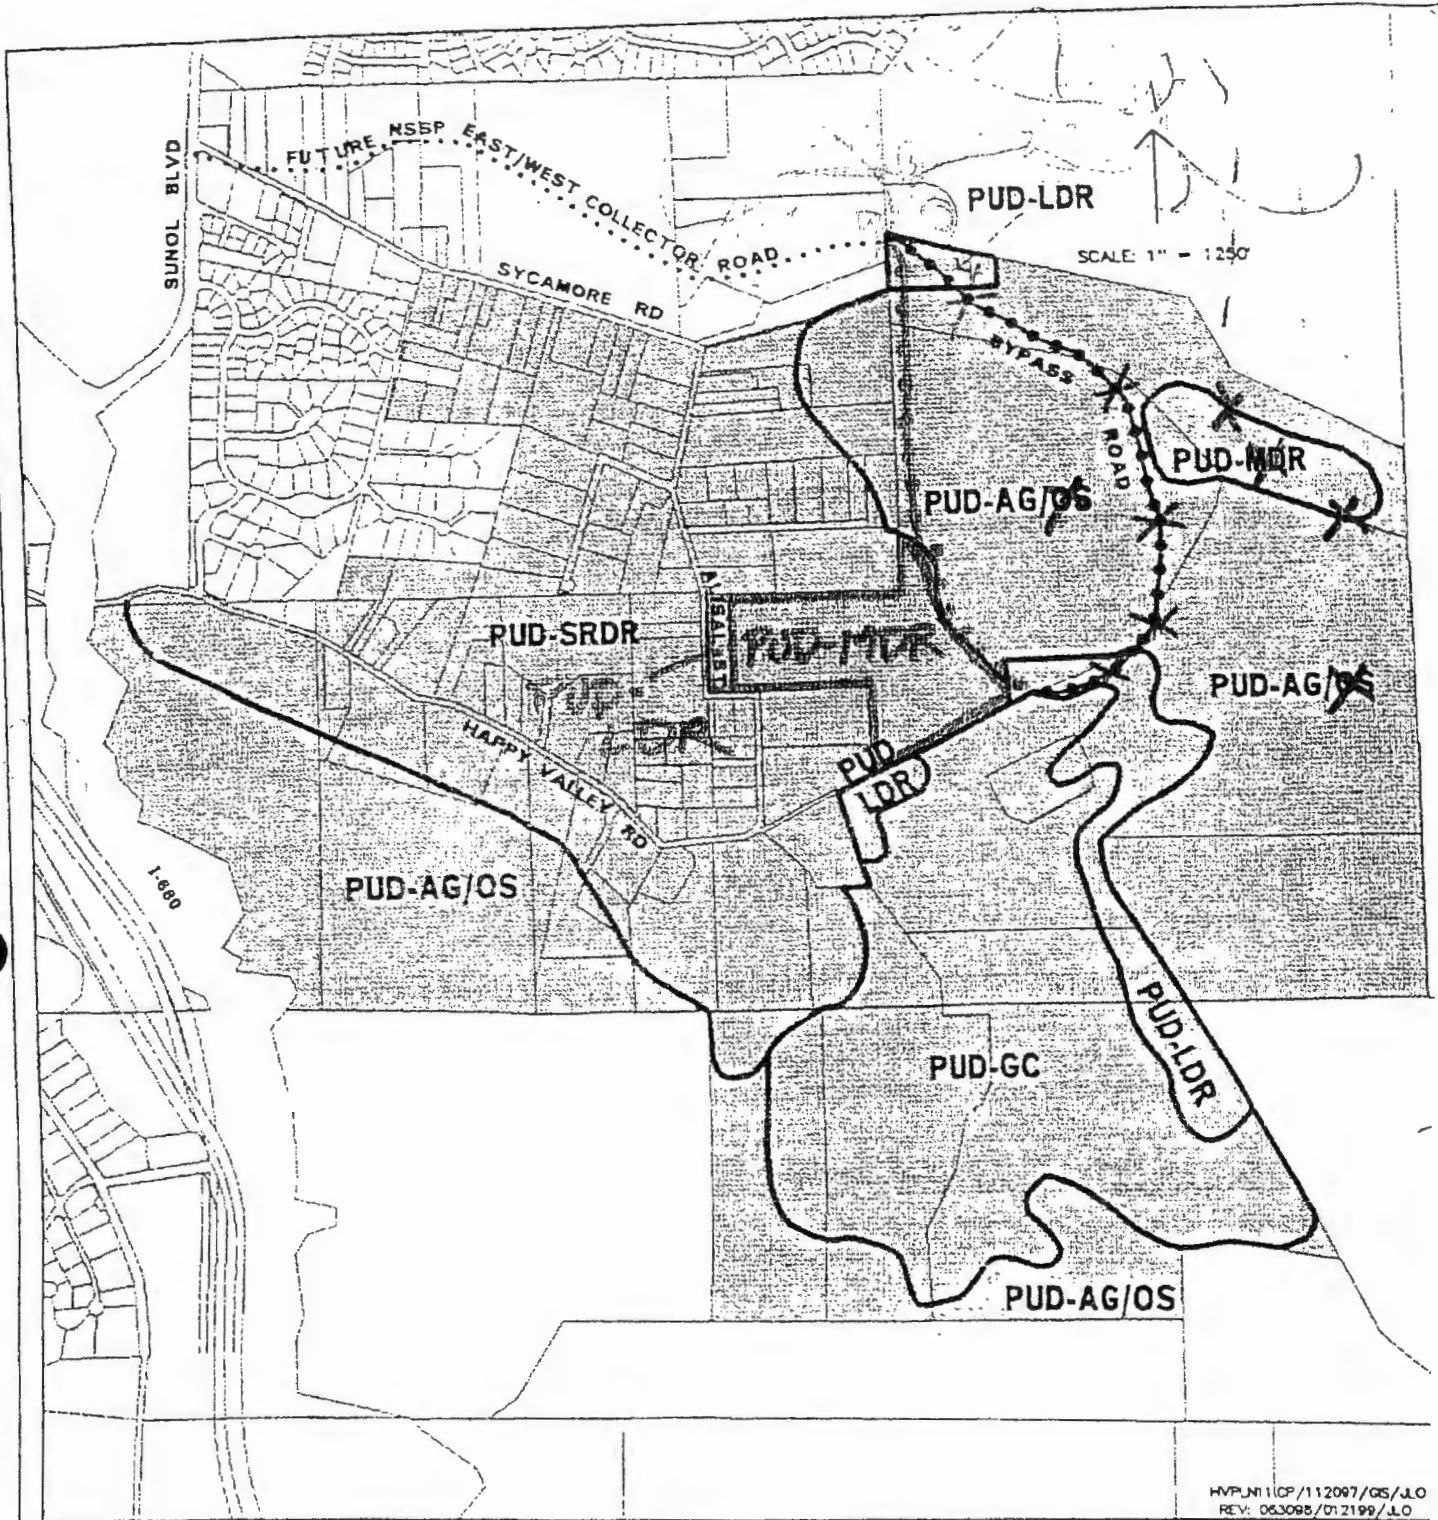 SUNOL BLVD
FUTURE NSSP EAST/WEST COLLECTOR ROAD
PUD-LDR
SCALE: 1" = 1250'
SYCAMORE RD
BYPASS ROAD
PUD-MDR
PUD-AG/OS
ALISAL ST
PUD-SRDR
PUD-MDR
PUD-AG/OS
HAPPY VALLEY RD
PUD
LDR
I-680
PUD-AG/OS
PUD-LDR
PUD-GC
PUD-AG/OS
HVPLN11CP/112097/GIS/JLO
REV: 063098/012199/JLO